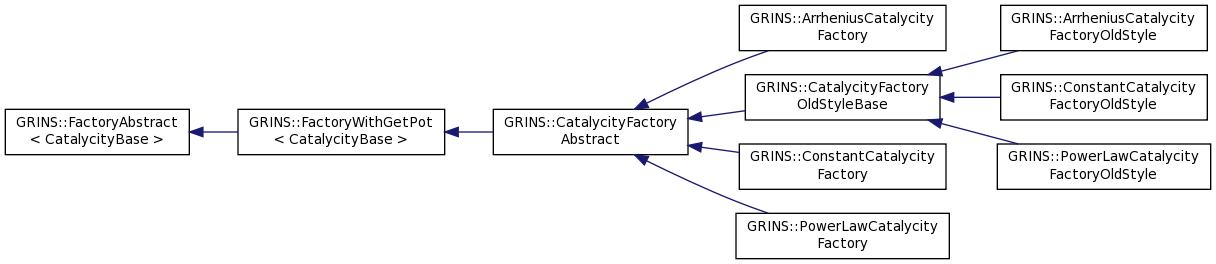 GRINS::FactoryAbstract
< CatalycityBase >
GRINS::FactoryWithGetPot
< CatalycityBase >
GRINS::CatalycityFactory
Abstract
GRINS::ArrheniusCatalycity
Factory
GRINS::CatalycityFactory
OldStyleBase
GRINS::ConstantCatalycity
Factory
GRINS::PowerLawCatalycity
Factory
GRINS::ArrheniusCatalycity
FactoryOldStyle
GRINS::ConstantCatalycity
FactoryOldStyle
GRINS::PowerLawCatalycity
FactoryOldStyle